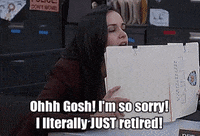 Ohhh Gosh! I'm so sorry!
I literally JUST retired!